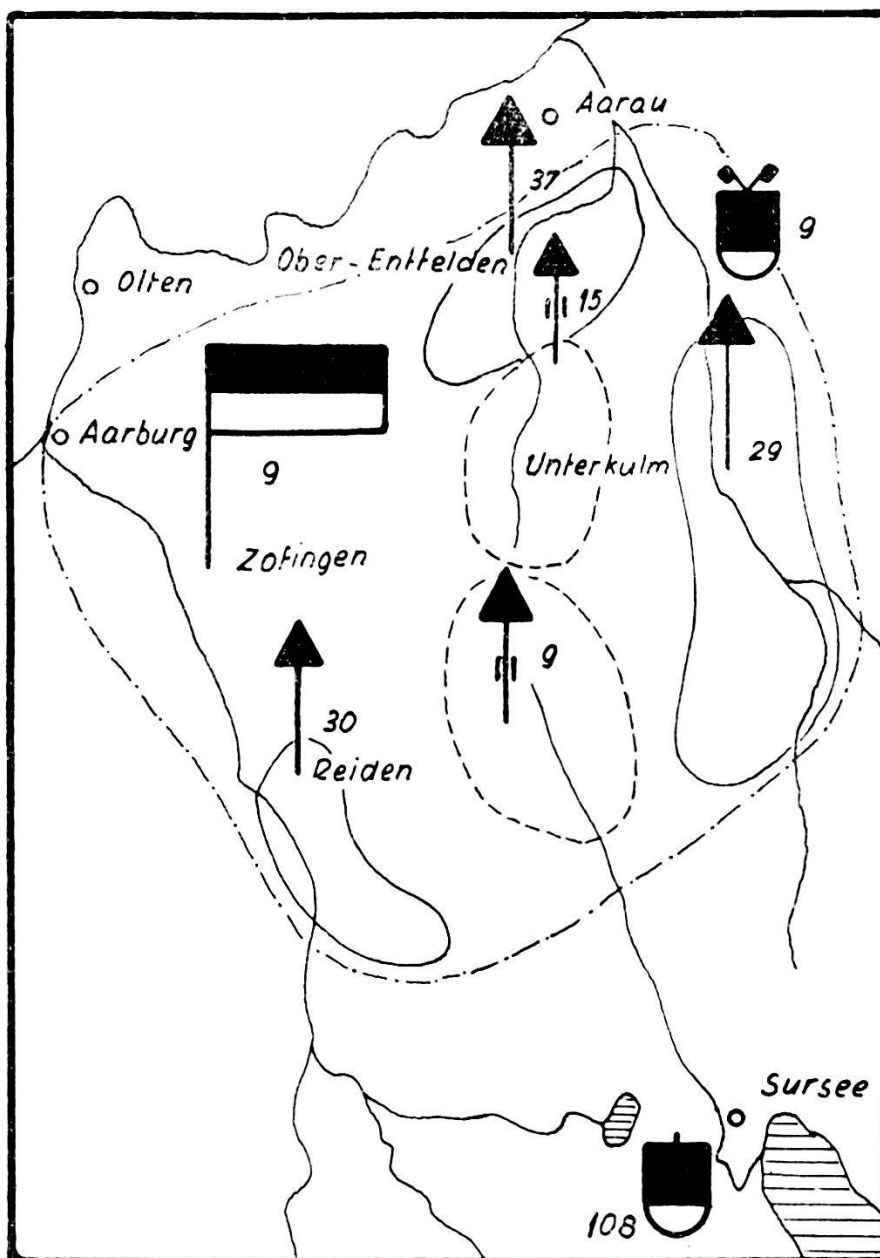 Aarau
37
9
Ober-Entfelden
Olten
15
Aarburg
29
Unterkulm
9
Zofingen
9
30
Reiden
Sursee
108